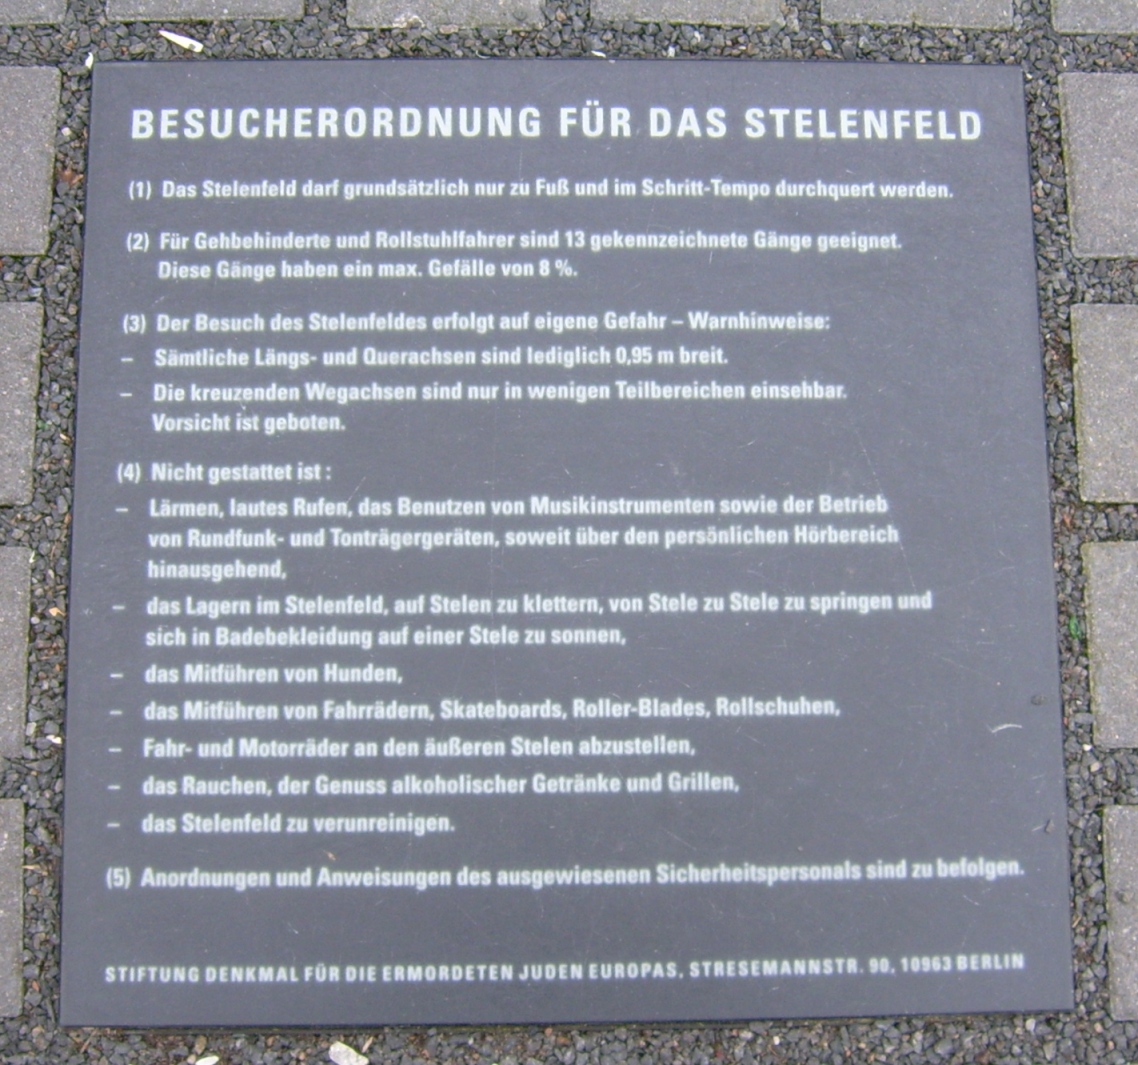 BESUCHERORDNUNG FÜR DAS STELENFELD
(1) Das Stelenfeld darf grundsätzlich nur zu Fuß und im Schritt-Tempo durchquert werden.
(2) Für Gehbehinderte und Rollstuhlfahrer sind 13 gekennzeichnete Gänge geeignet.
Diese Gänge haben ein max. Gefälle von 8 %.
(3) Der Besuch des Stelenfeldes erfolgt auf eigene Gefahr – Warnhinweise:
– Sämtliche Längs- und Querachsen sind lediglich 0,95 m breit.
– Die kreuzenden Wegachsen sind nur in wenigen Teilbereichen einsehbar.
Vorsicht ist geboten.
(4) Nicht gestattet ist :
– Lärmen, lautes Rufen, das Benutzen von Musikinstrumenten sowie der Betrieb
von Rundfunk- und Tonträgergeräten, soweit über den persönlichen Hörbereich
hinausgehend,
– das Lagern im Stelenfeld, auf Stelen zu klettern, von Stele zu Stele zu springen und
sich in Badebekleidung auf einer Stele zu sonnen,
– das Mitführen von Hunden,
– das Mitführen von Fahrrädern, Skateboards, Roller-Blades, Rollschuhen,
– Fahr- und Motorräder an den äußeren Stelen abzustellen,
– das Rauchen, der Genuss alkoholischer Getränke und Grillen,
– das Stelenfeld zu verunreinigen.
(5) Anordnungen und Anweisungen des ausgewiesenen Sicherheitspersonals sind zu befolgen.
STIFTUNG DENKMAL FÜR DIE ERMORDETEN JUDEN EUROPAS, STRESEMANNSTR. 90, 10963 BERLIN